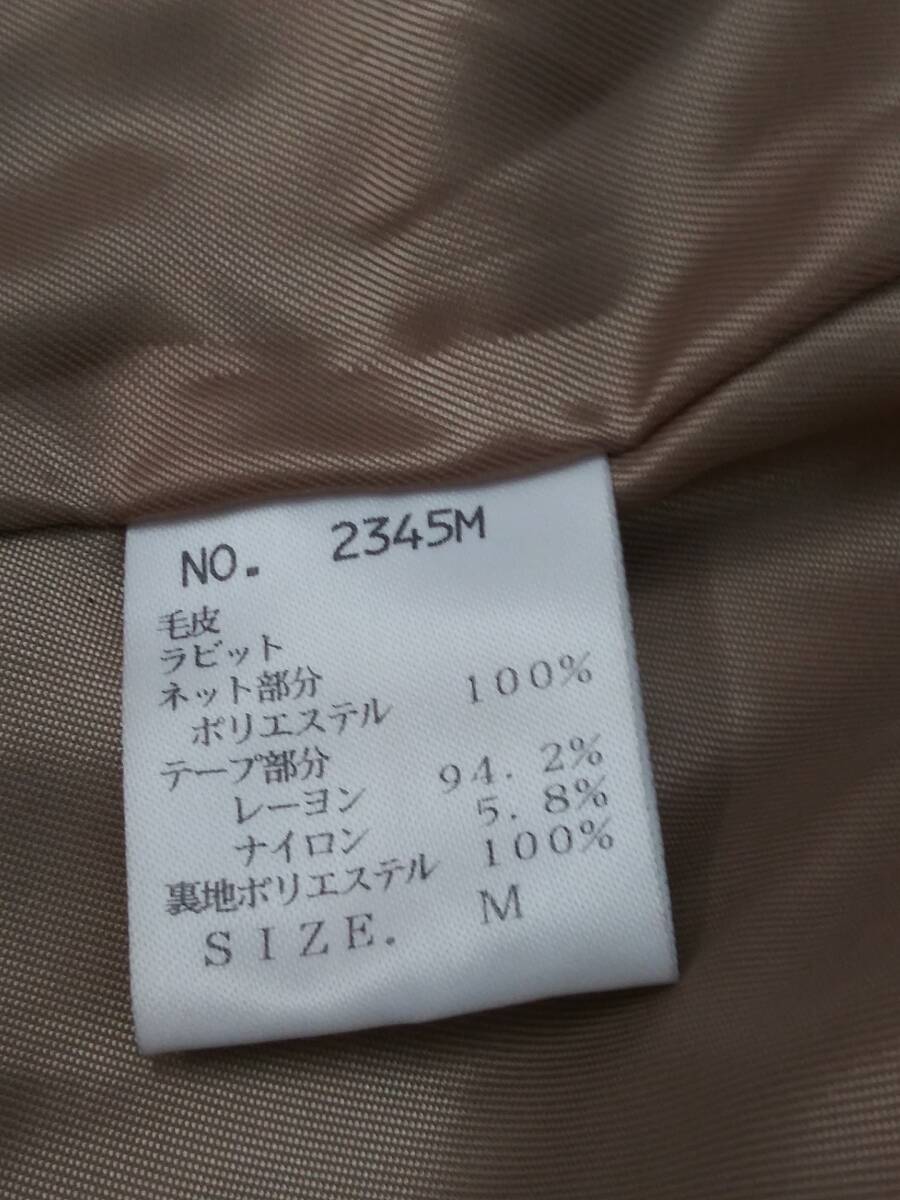 NO. 2345M
毛皮
ラビット
ネット部分
ポリエステル 100%
テープ部分
レーヨン 94.2%
ナイロン 5.8%
裏地ポリエステル 100%
SIZE. M